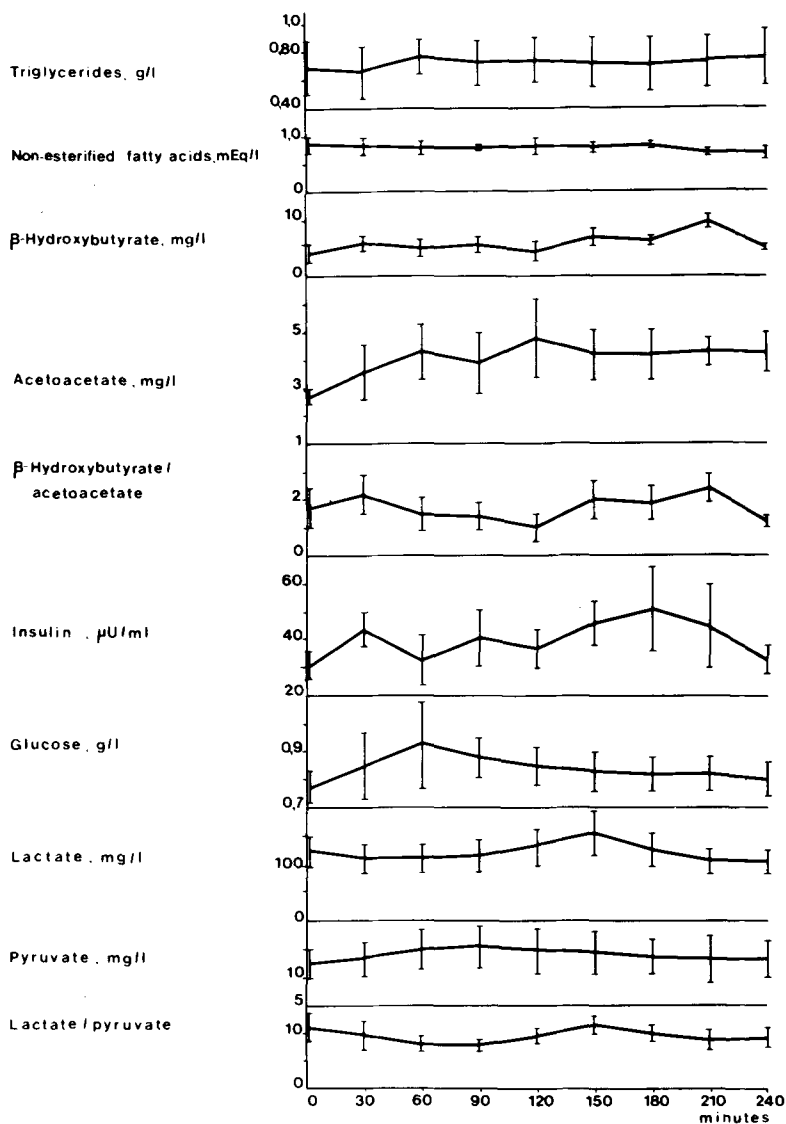 1,0
0,80
Triglycerides, g/l
0,40
1,0
Non-esterified fatty acids, mEq/l
0
10
β-Hydroxybutyrate, mg/l
0
5
Acetoacetate, mg/l
3
1
β-Hydroxybutyrate/
acetoacetate
2
0
60
Insulin, μU/ml
40
20
Glucose, g/l
0,9
0,7
Lactate, mg/l
100
0
Pyruvate, mg/l
10
5
Lactate/pyruvate
10
0
0 30 60 90 120 150 180 210 240
minutes